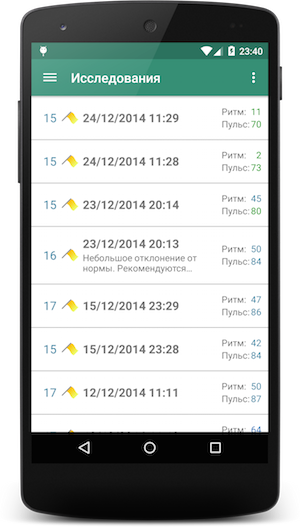 23:40
Исследования
15 24/12/2014 11:29 Ритм: 11
Пульс: 70
15 24/12/2014 11:28 Ритм: 2
Пульс: 73
15 23/12/2014 20:14 Ритм: 45
Пульс: 80
23/12/2014 20:13
16 Небольшое отклонение от Ритм: 50
нормы. Рекомендуются... Пульс: 84
17 15/12/2014 23:29 Ритм: 47
Пульс: 86
15 15/12/2014 23:28 Ритм: 42
Пульс: 84
17 12/12/2014 11:11 Ритм: 50
Пульс: 87
Ритм: 64